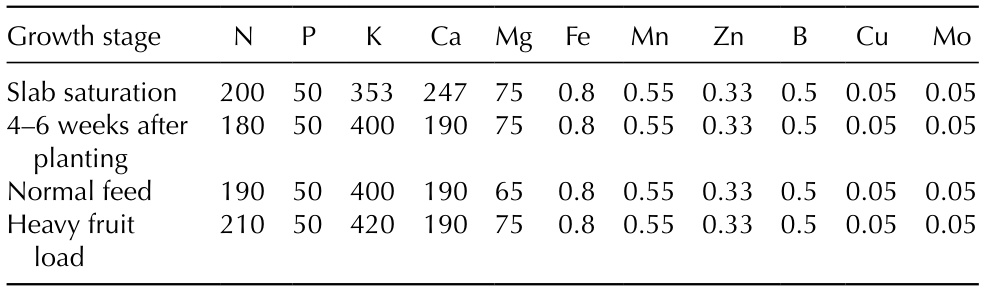 Growth stage N P K Ca Mg Fe Mn Zn B Cu Mo
Slab saturation 200 50 353 247 75 0.8 0.55 0.33 0.5 0.05 0.05
4–6 weeks after 180 50 400 190 75 0.8 0.55 0.33 0.5 0.05 0.05
planting
Normal feed 190 50 400 190 65 0.8 0.55 0.33 0.5 0.05 0.05
Heavy fruit 210 50 420 190 75 0.8 0.55 0.33 0.5 0.05 0.05
load